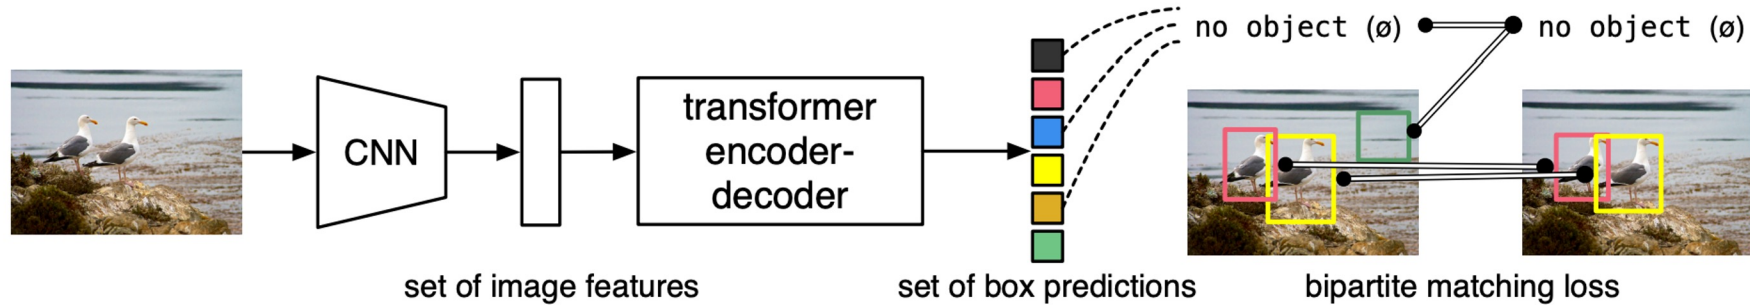 no object (ø)
no object (ø)
CNN
transformer
encoder-
decoder
set of image features
set of box predictions
bipartite matching loss